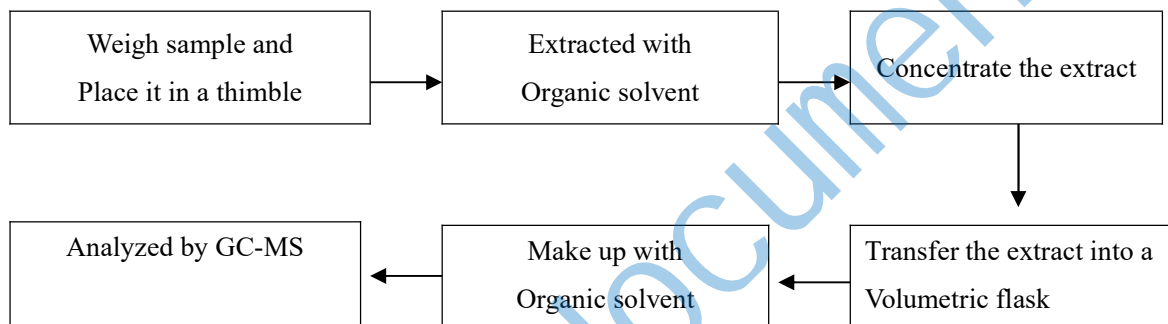 Weigh sample and
Place it in a thimble
Extracted with
Organic solvent
Concentrate the extract
Transfer the extract into a
Volumetric flask
Make up with
Organic solvent
Analyzed by GC-MS